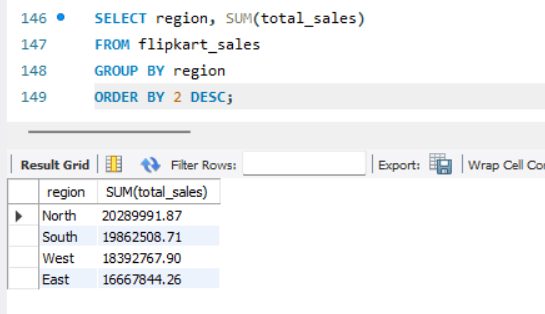 146 SELECT region, SUM(total_sales)
147 FROM flipkart_sales
148 GROUP BY region
149 ORDER BY 2 DESC;
Result Grid Filter Rows: Export: Wrap Cell Co
region SUM(total_sales)
North 20289991.87
South 19862508.71
West 18392767.90
East 16667844.26